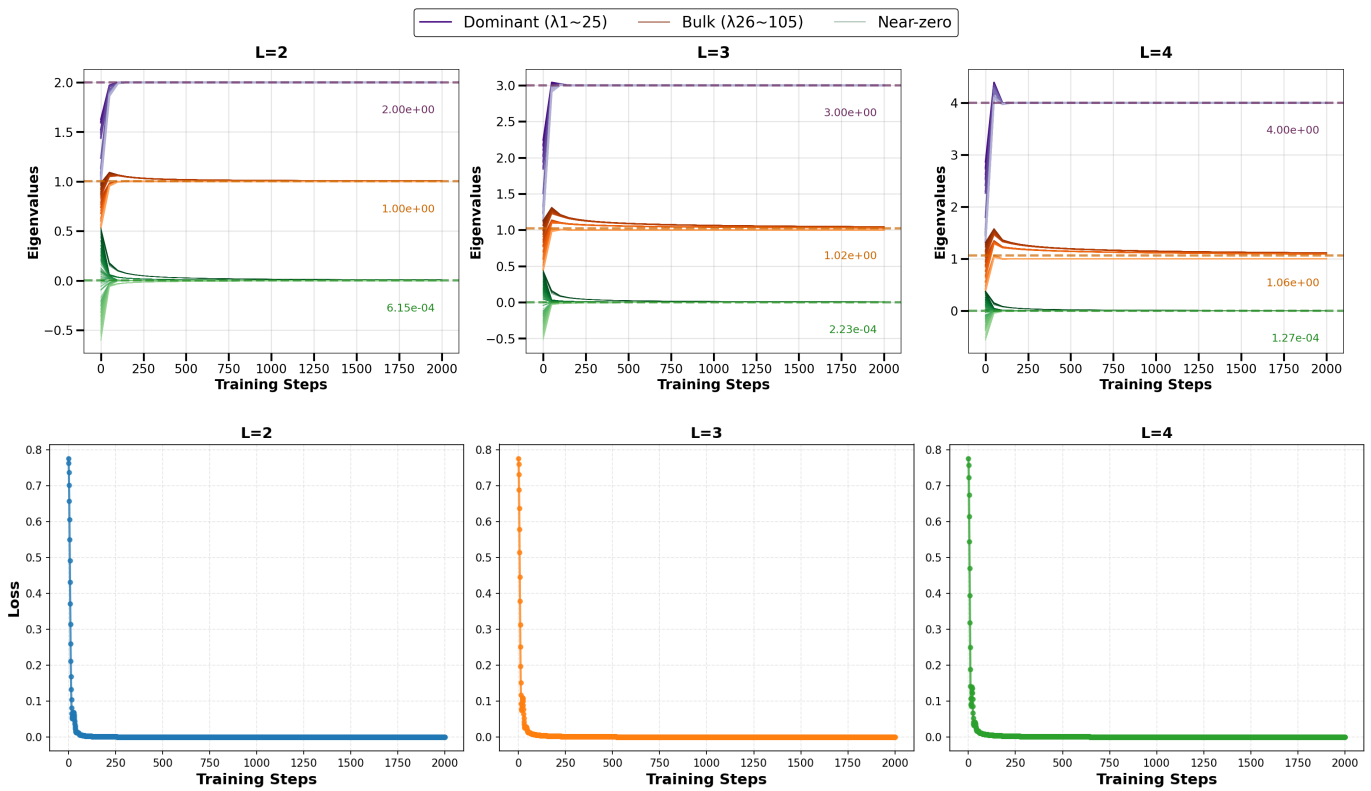 Dominant (λ1~25) Bulk (λ26~105) Near-zero
L=2 L=3 L=4
Eigenvalues
2.0
1.5
1.0
0.5
0.0
−0.5
2.00e+00
1.00e+00
6.15e-04
0 250 500 750 1000 1250 1500 1750 2000
Training Steps
Eigenvalues
3.0
2.5
2.0
1.5
1.0
0.5
0.0
−0.5
3.00e+00
1.02e+00
2.23e-04
0 250 500 750 1000 1250 1500 1750 2000
Training Steps
Eigenvalues
4
3
2
1
0
4.00e+00
1.06e+00
1.27e-04
0 250 500 750 1000 1250 1500 1750 2000
Training Steps
L=2 L=3 L=4
Loss
0.8
0.7
0.6
0.5
0.4
0.3
0.2
0.1
0.0
0 250 500 750 1000 1250 1500 1750 2000
Training Steps
0.8
0.7
0.6
0.5
0.4
0.3
0.2
0.1
0.0
0 250 500 750 1000 1250 1500 1750 2000
Training Steps
0.8
0.7
0.6
0.5
0.4
0.3
0.2
0.1
0.0
0 250 500 750 1000 1250 1500 1750 2000
Training Steps